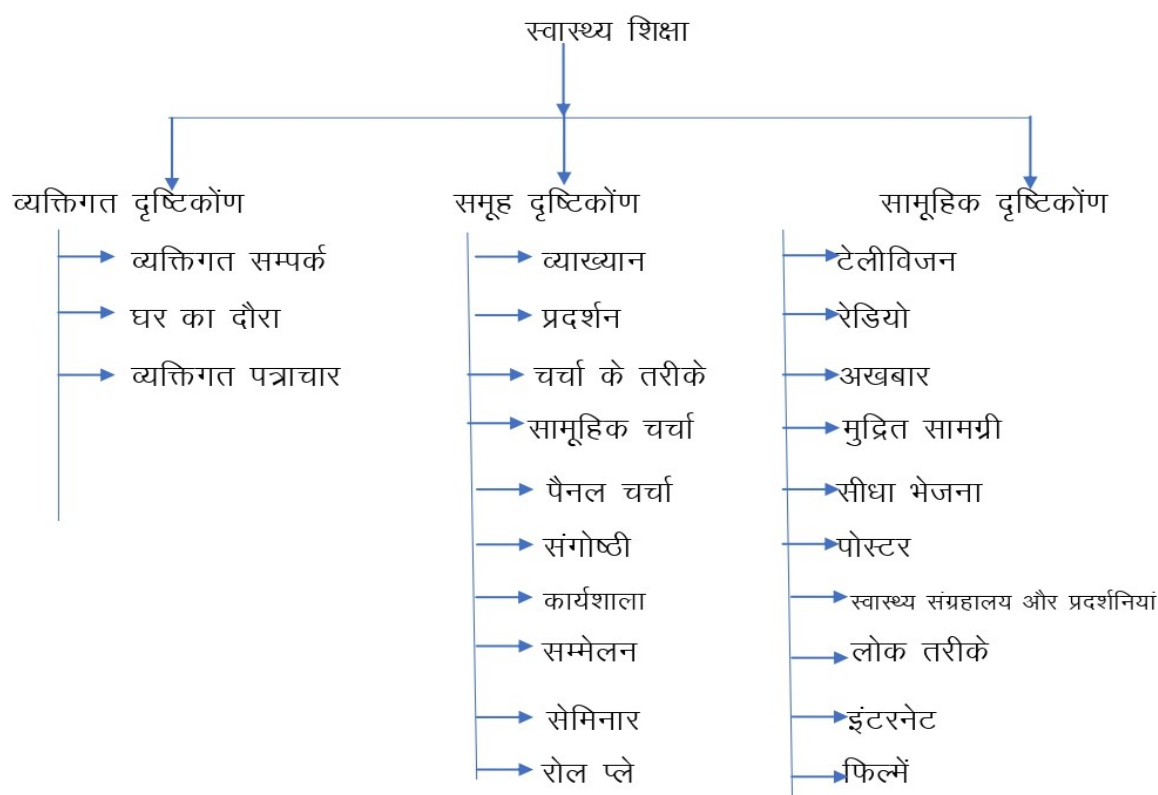 स्वास्थ्य शिक्षा
व्यक्तिगत दृष्टिकोंण
व्यक्तिगत सम्पर्क
घर का दौरा
व्यक्तिगत पत्राचार
समूह दृष्टिकोंण
व्याख्यान
प्रदर्शन
चर्चा के तरीके
सामूहिक चर्चा
पैनल चर्चा
संगोष्ठी
कार्यशाला
सम्मेलन
सेमिनार
रोल प्ले
सामूहिक दृष्टिकोंण
टेलीविजन
रेडियो
अखबार
मुद्रित सामग्री
सीधा भेजना
पोस्टर
स्वास्थ्य संग्रहालय और प्रदर्शनियां
लोक तरीके
इंटरनेट
फिल्में